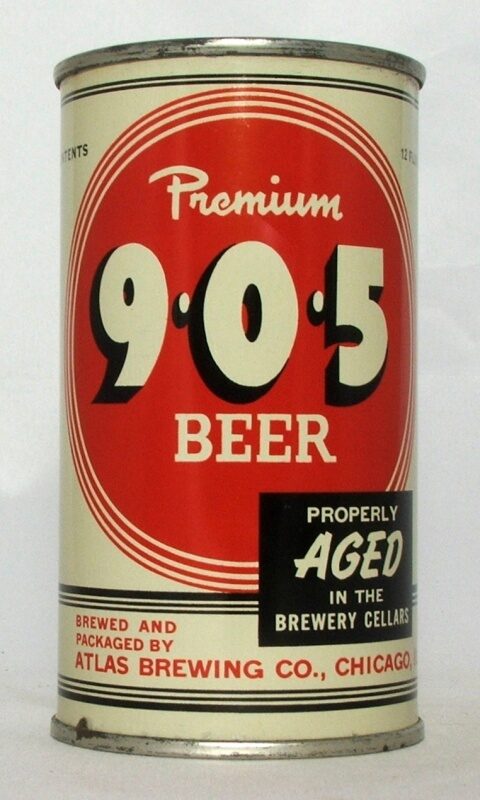 12
Premium
9·0·5
BEER
PROPERLY
AGED
IN THE
BREWERY CELLARS
BREWED AND
PACKAGED BY
ATLAS BREWING CO., CHICAGO,